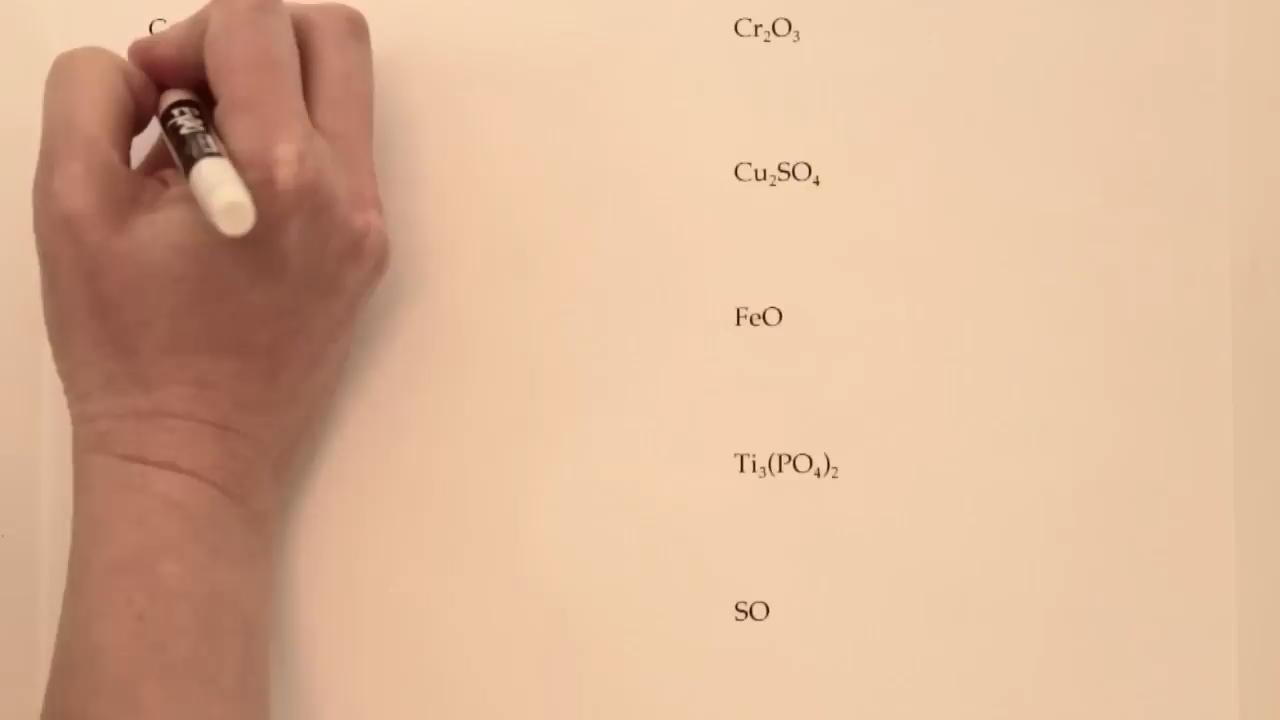 C
Cr₂O₃
Cu₂SO₄
FeO
Ti₃(PO₄)₂
SO